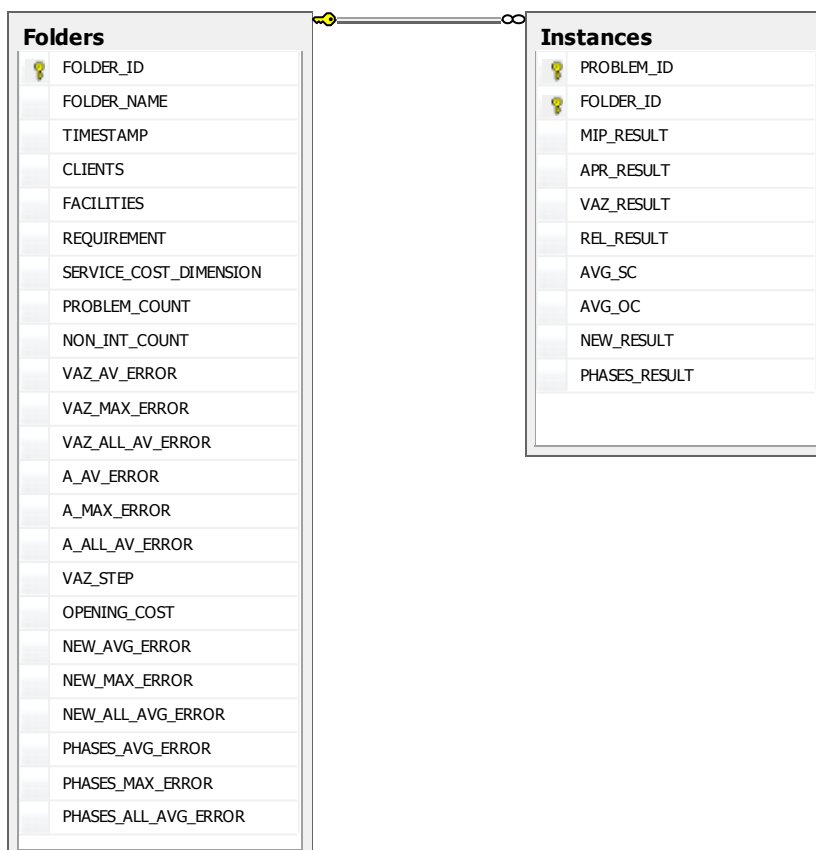 Folders
FOLDER_ID
FOLDER_NAME
TIMESTAMP
CLIENTS
FACILITIES
REQUIREMENT
SERVICE_COST_DIMENSION
PROBLEM_COUNT
NON_INT_COUNT
VAZ_AV_ERROR
VAZ_MAX_ERROR
VAZ_ALL_AV_ERROR
A_AV_ERROR
A_MAX_ERROR
A_ALL_AV_ERROR
VAZ_STEP
OPENING_COST
NEW_AVG_ERROR
NEW_MAX_ERROR
NEW_ALL_AVG_ERROR
PHASES_AVG_ERROR
PHASES_MAX_ERROR
PHASES_ALL_AVG_ERROR
Instances
PROBLEM_ID
FOLDER_ID
MIP_RESULT
APR_RESULT
VAZ_RESULT
REL_RESULT
AVG_SC
AVG_OC
NEW_RESULT
PHASES_RESULT